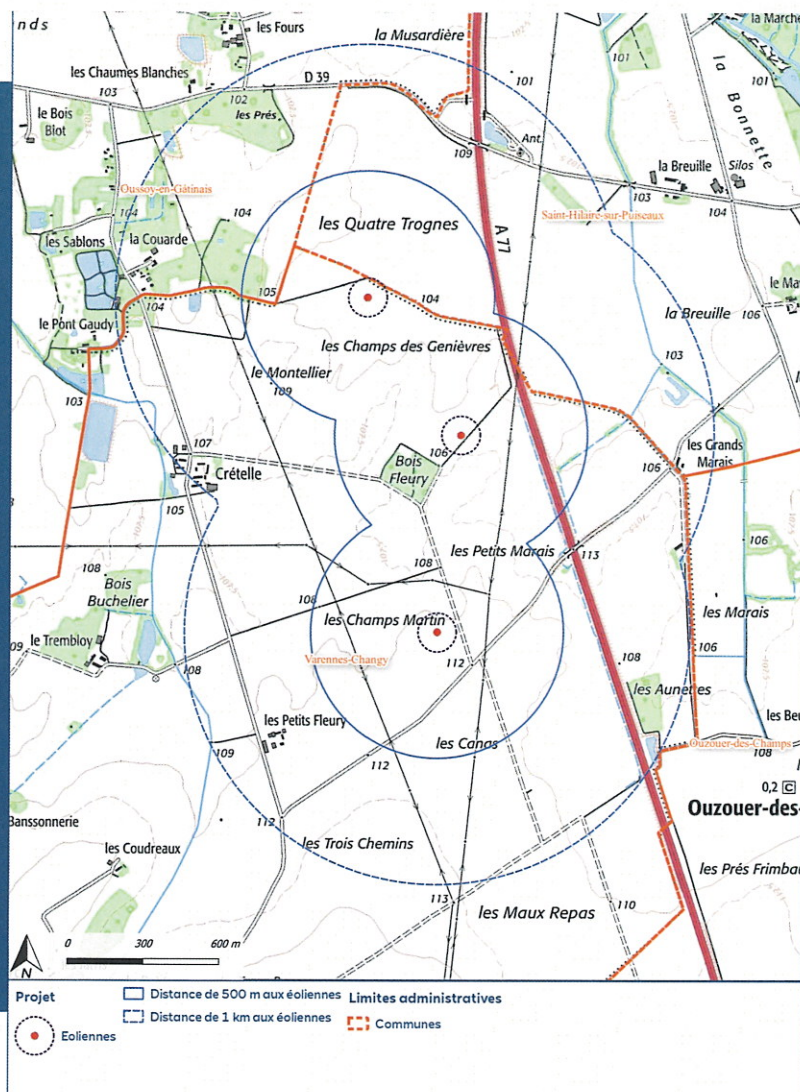 nds
les Fours
la Musardière
la Marche
les Chaumes Blanches
D 39
101
101
101
la Bonnette
103
102
les Prés
le Bois
Blot
Ant.
109
la Breuille
Silos
Oussoy-en-Gâtinais
103
104
104
104
Saint-Hilaire-sur-Puiseaux
les Quatre Trognes
A 77
les Sablons
la Couarde
105
104
104
le Ma
la Breuille
106
le Pont Gaudy
les Champs des Genièvres
103
le Montellier
109
103
107
106
Bois
Fleury
les Grands
Marais
106
Crételle
105
les Petits Marais
113
106
108
108
Bois
Buchelier
108
les Champs Martin
les Marais
09
le Trembloy
106
Varennes-Changy
112
108
108
les Aunettes
les Petits Fleury
les Canas
les Be
Ouzouer-des-Champs
108
109
112
0,2 C
Ouzouer-des-
Banssonnerie
112
les Coudreaux
les Trois Chemins
les Prés Frimba
113
les Maux Repas
110
0 300 600 m
N
Projet
Distance de 500 m aux éoliennes
Limites administratives
Distance de 1 km aux éoliennes
Communes
Eoliennes